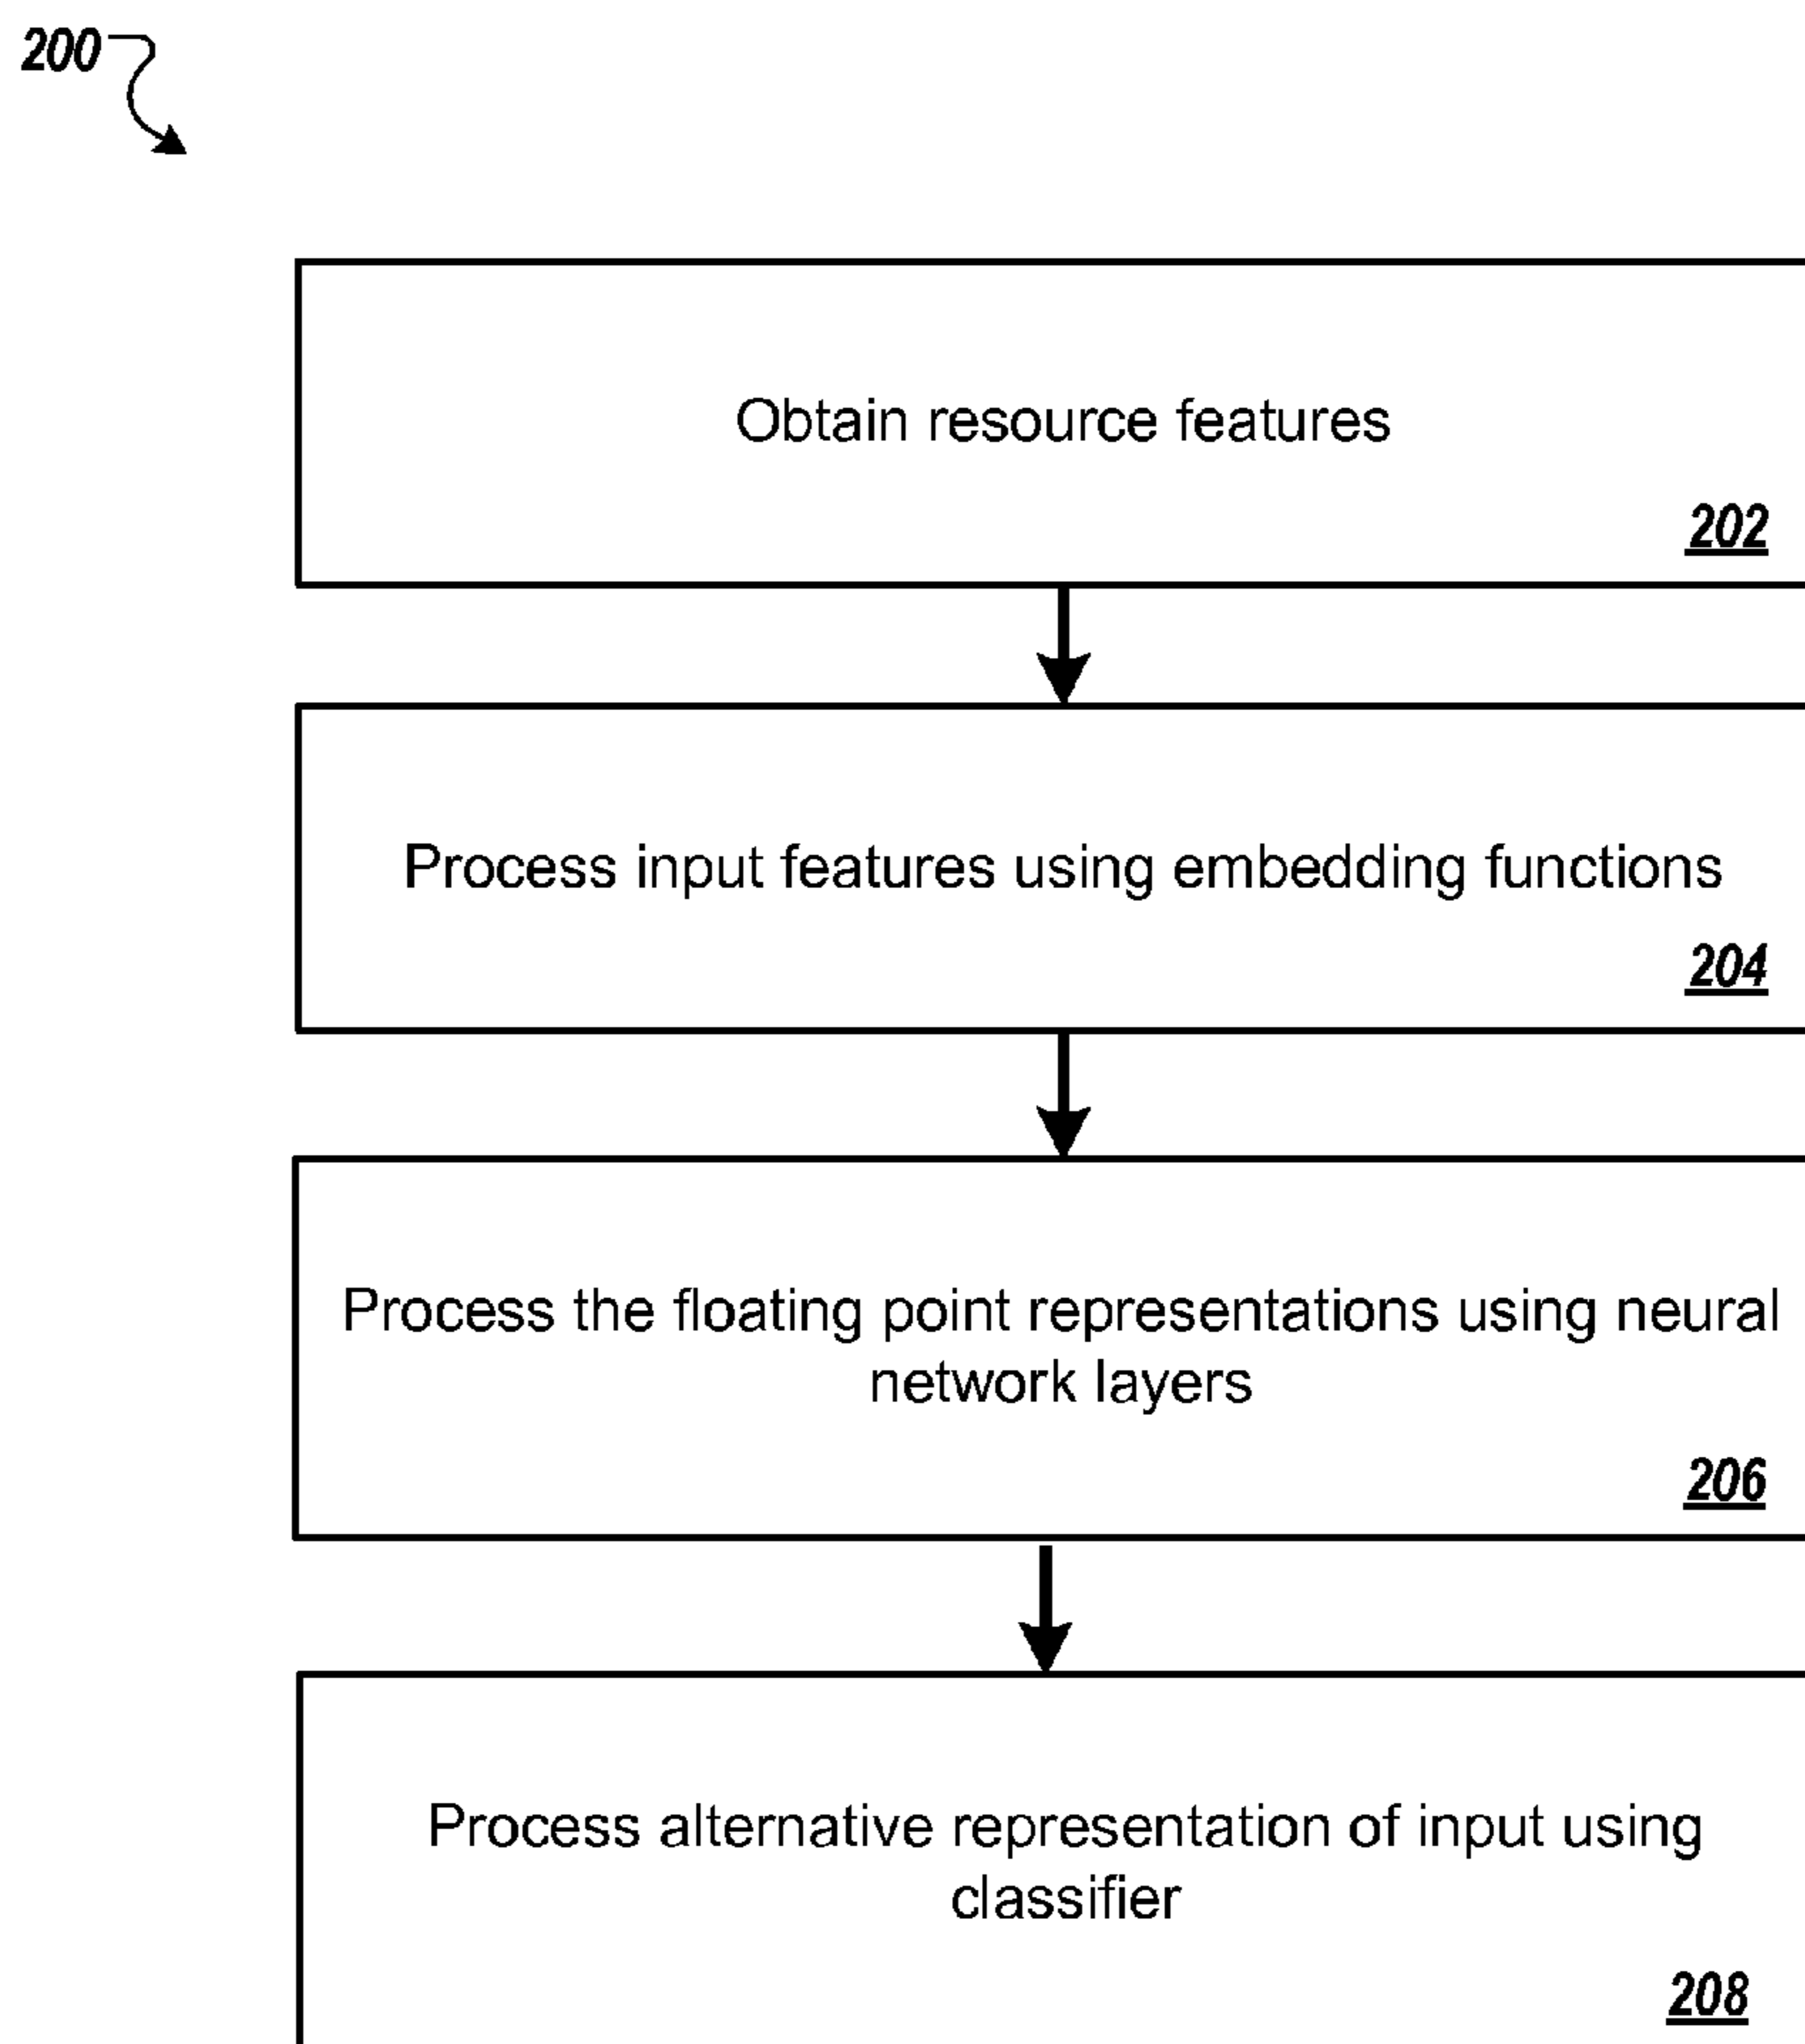 200
Obtain resource features
202
Process input features using embedding functions
204
Process the floating point representations using neural
network layers
206
Process alternative representation of input using
classifier
208